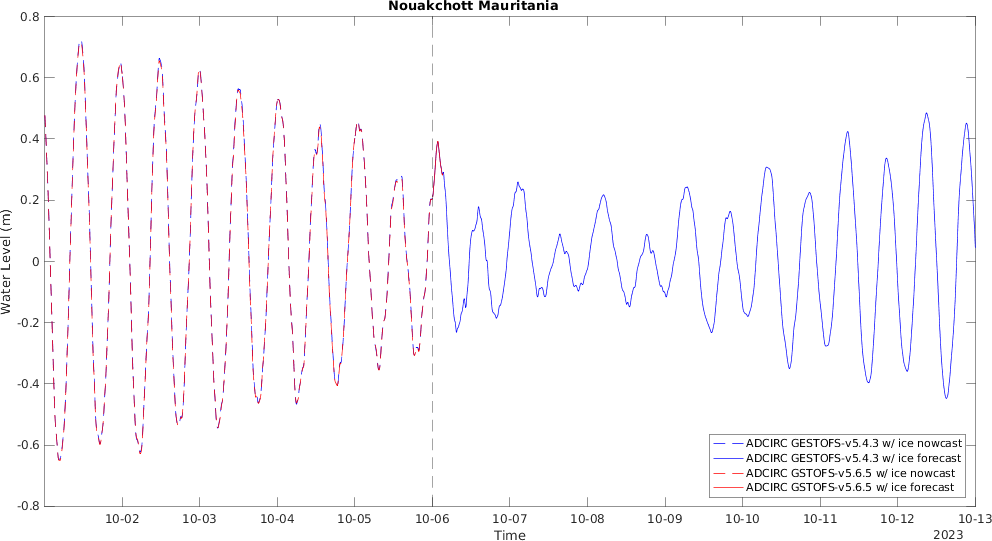 Nouakchott Mauritania
0.8
0.6
0.4
0.2
0
-0.2
-0.4
-0.6
-0.8
Water Level (m)
ADCIRC GESTOFS-v5.4.3 w/ ice nowcast
ADCIRC GESTOFS-v5.4.3 w/ ice forecast
ADCIRC GSTOFS-v5.6.5 w/ ice nowcast
ADCIRC GSTOFS-v5.6.5 w/ ice forecast
10-02 10-03 10-04 10-05 10-06 10-07 10-08 10-09 10-10 10-11 10-12 10-13
Time
2023